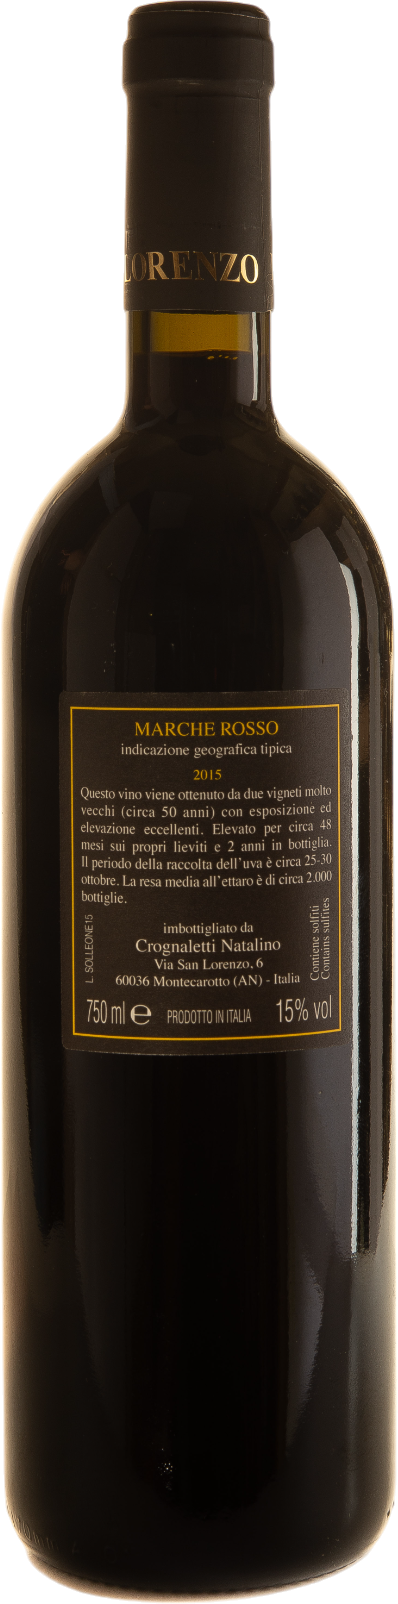 LORENZO
MARCHE ROSSO
indicazione geografica tipica
2015
Questo vino viene ottenuto da due vigneti molto
vecchi (circa 50 anni) con esposizione ed
elevazione eccellenti. Elevato per circa 48
mesi sui propri lieviti e 2 anni in bottiglia.
Il periodo della raccolta dell'uva è circa 25-30
ottobre. La resa media all'ettaro è di circa 2.000
bottiglie.
L. SOLLEONE15
imbottigliato da
Crognaletti Natalino
Via San Lorenzo, 6
60036 Montecarotto (AN) - Italia
Contiene solfiti
Contains sulfites
750 ml e PRODOTTO IN ITALIA 15% vol